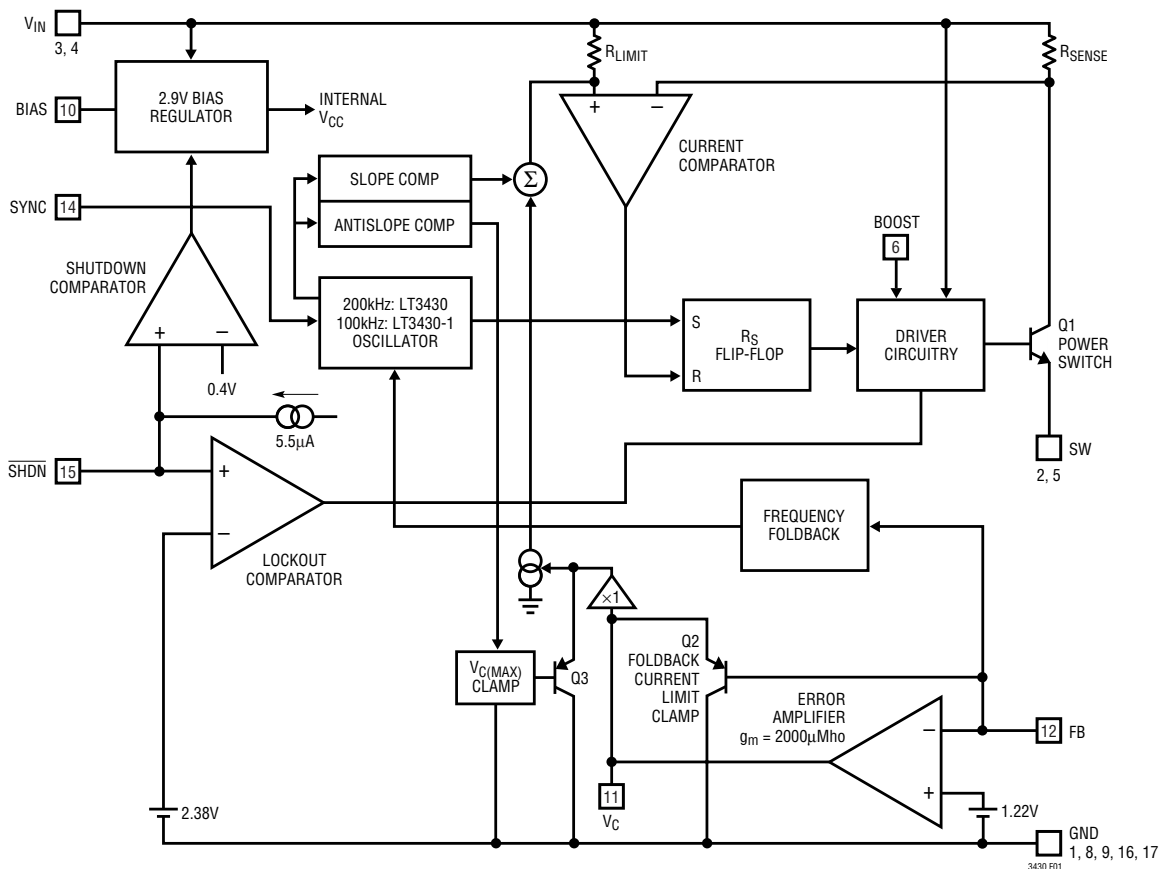 VIN
3, 4
RLIMIT
RSENSE
2.9V BIAS
REGULATOR
INTERNAL
VCC
BIAS
10
+
−
CURRENT
COMPARATOR
SLOPE COMP
Σ
ANTISLOPE COMP
SYNC
14
BOOST
6
SHUTDOWN
COMPARATOR
+
−
0.4V
200kHz: LT3430
100kHz: LT3430-1
OSCILLATOR
S
RS
FLIP-FLOP
R
DRIVER
CIRCUITRY
Q1
POWER
SWITCH
5.5µA
SHDN
15
+
−
LOCKOUT
COMPARATOR
SW
2, 5
FREQUENCY
FOLDBACK
×1
VC(MAX)
CLAMP
Q3
Q2
FOLDBACK
CURRENT
LIMIT
CLAMP
ERROR
AMPLIFIER
gm = 2000µMho
−
+
12
FB
11
VC
2.38V
1.22V
GND
1, 8, 9, 16, 17
3430 F01